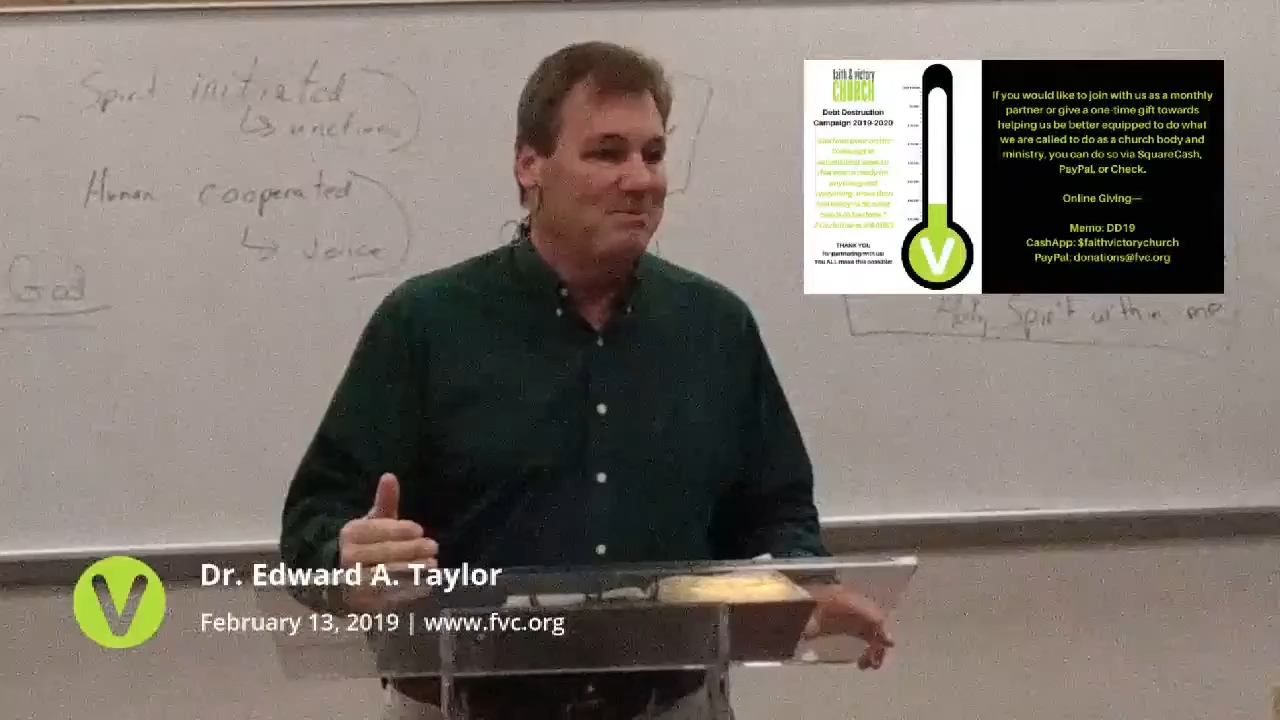 Spirit initiated
↳ unctions
Human cooperated
↳ voice
God
Holy Spirit within me
faith & victory
CHURCH
Debt Destruction
Campaign 2019-2020
THANK YOU
for partnering with us!
You ALL make this possible!
V
If you would like to join with us as a monthly
partner or give a one-time gift towards
helping us be better equipped to do what
we are called to do as a church body and
ministry, you can do so via SquareCash,
PayPal, or Check.
Online Giving—
Memo: DD19
CashApp: $faithvictorychurch
PayPal: donations@fvc.org
V
Dr. Edward A. Taylor
February 13, 2019 | www.fvc.org